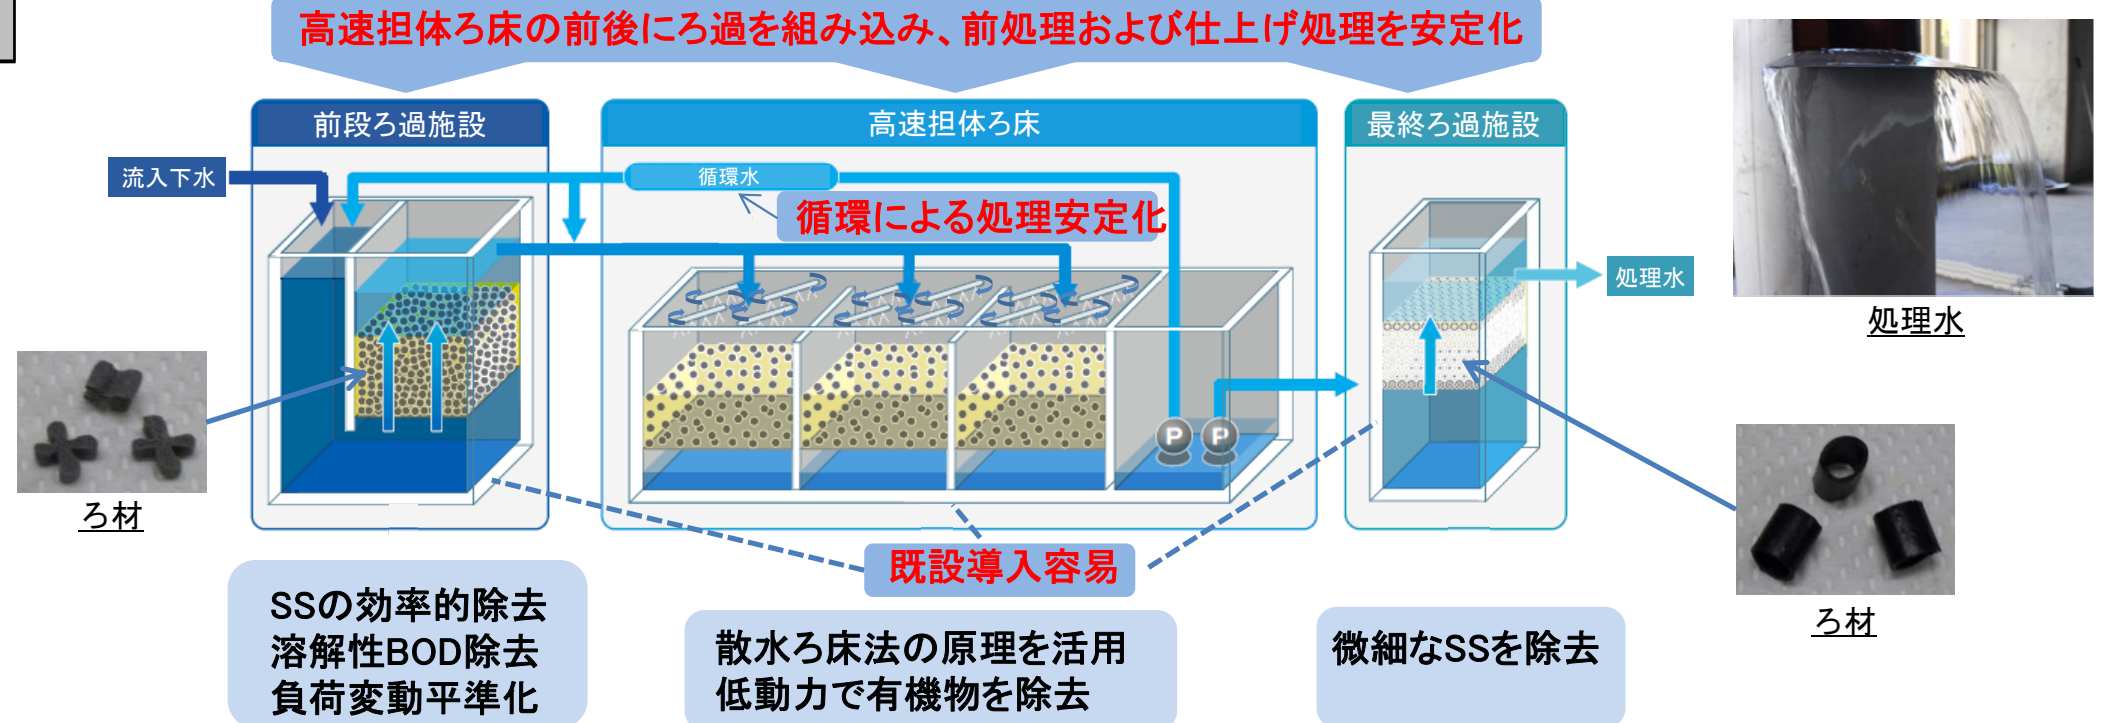 高速担体ろ床の前後にろ過を組み込み、前処理および仕上げ処理を安定化
前段ろ過施設
高速担体ろ床
最終ろ過施設
流入下水
循環水
循環による処理安定化
処理水
処理水
P
P
ろ材
ろ材
既設導入容易
SSの効率的除去
溶解性BOD除去
負荷変動平準化
散水ろ床法の原理を活用
低動力で有機物を除去
微細なSSを除去